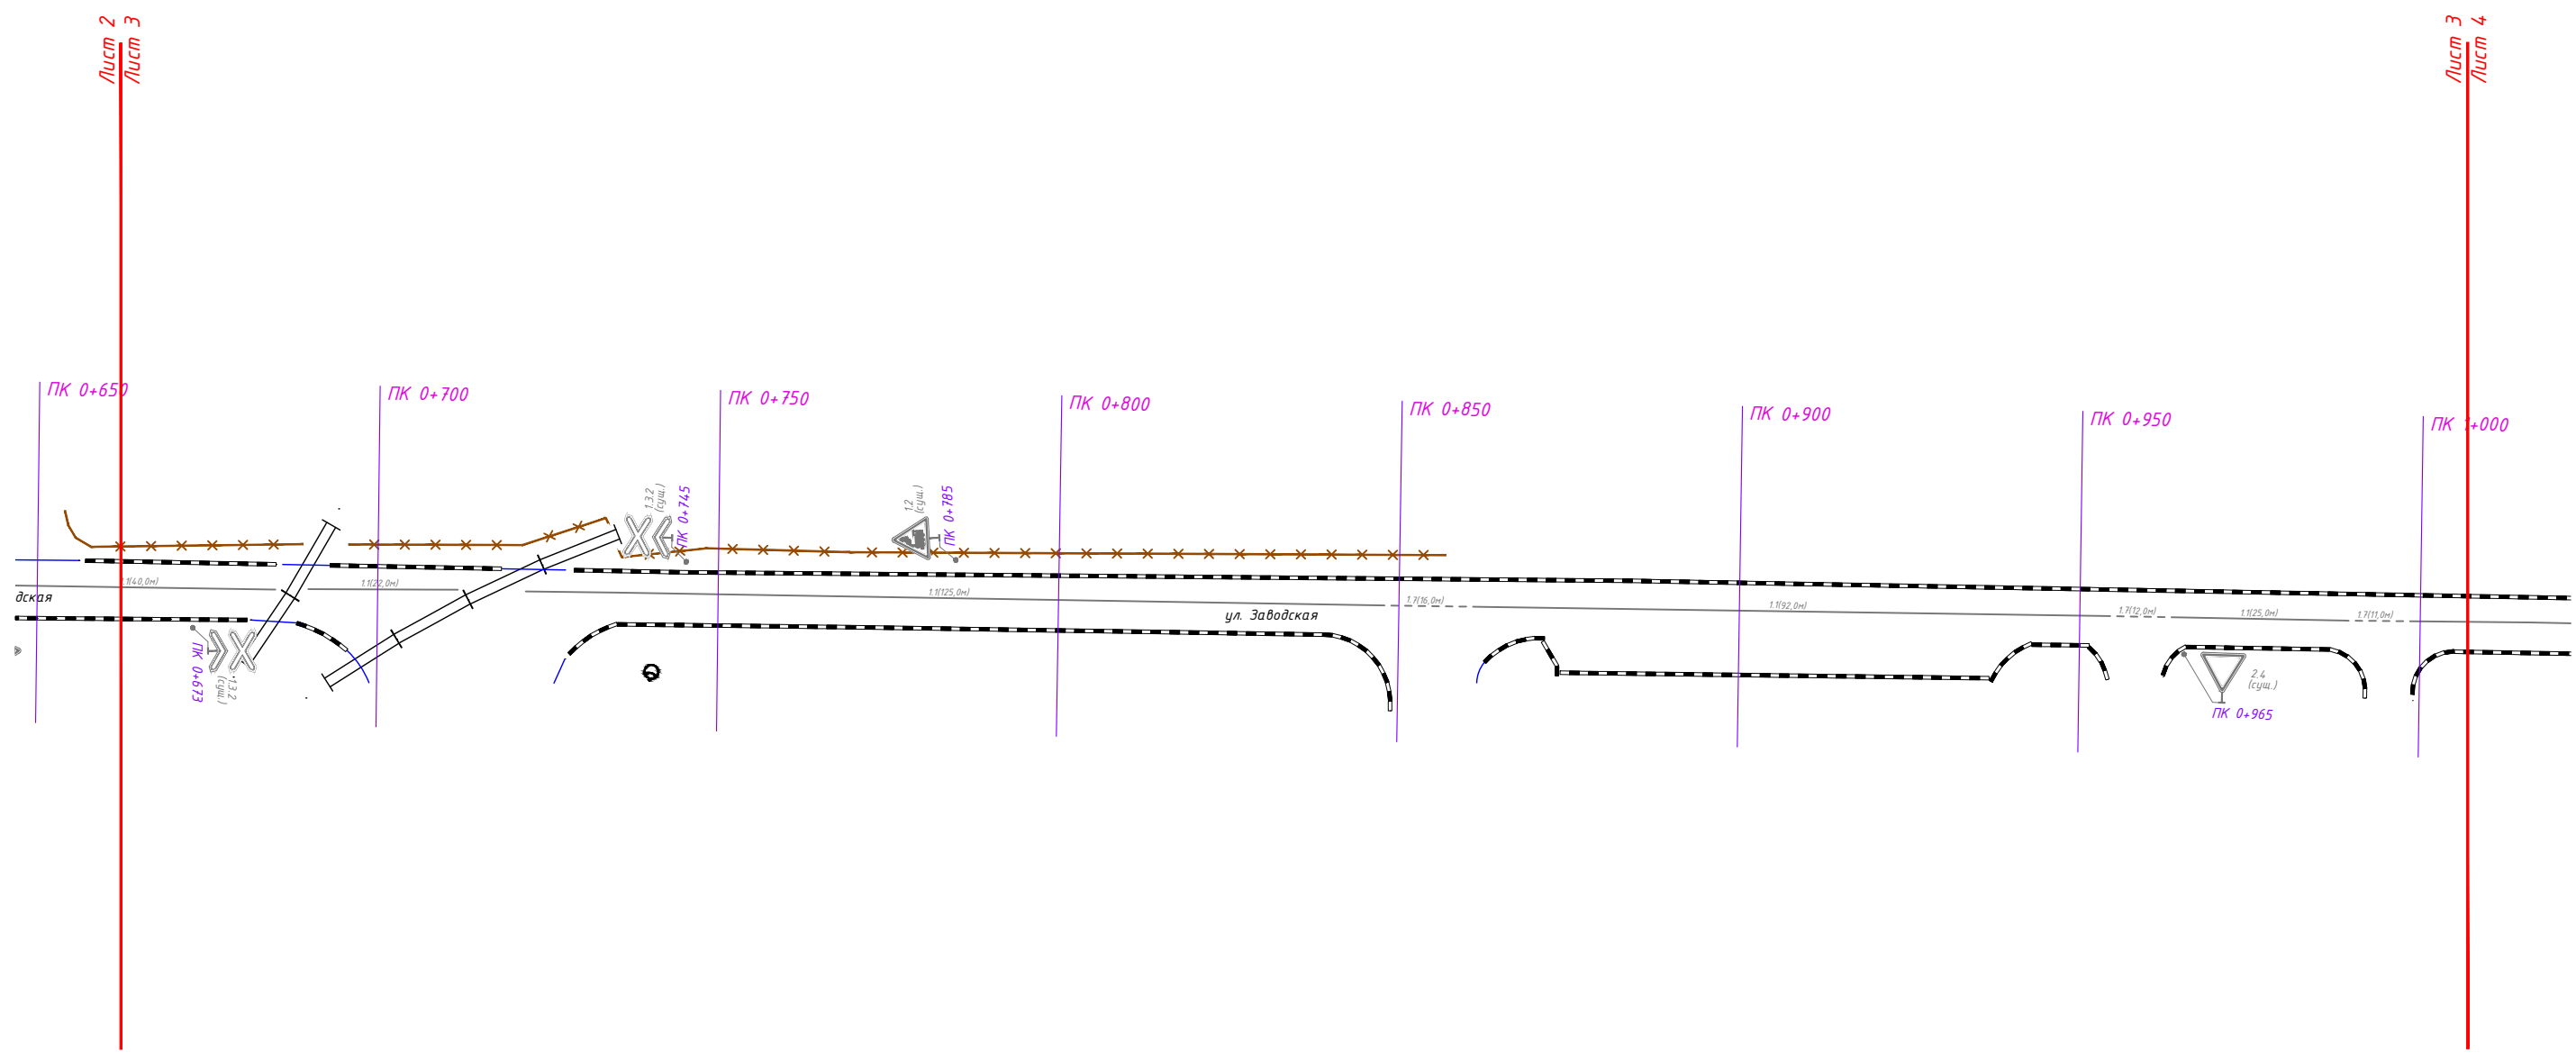 Лист 2
Лист 3
Лист 3
Лист 4
ПК 0+650
ПК 0+700
ПК 0+750
ПК 0+800
ПК 0+850
ПК 0+900
ПК 0+950
ПК 1+000
1.3.2
(сущ.)
ПК 0+745
1.2
(сущ.)
ПК 0+785
1.1(40,0м)
1.1(22,0м)
1.1(125,0м)
1.7(16,0м)
1.1(92,0м)
1.7(12,0м)
1.1(25,0м)
1.7(11,0м)
дская
ул. Заводская
ПК 0+673
1.3.2
(сущ.)
2.4
(сущ.)
ПК 0+965